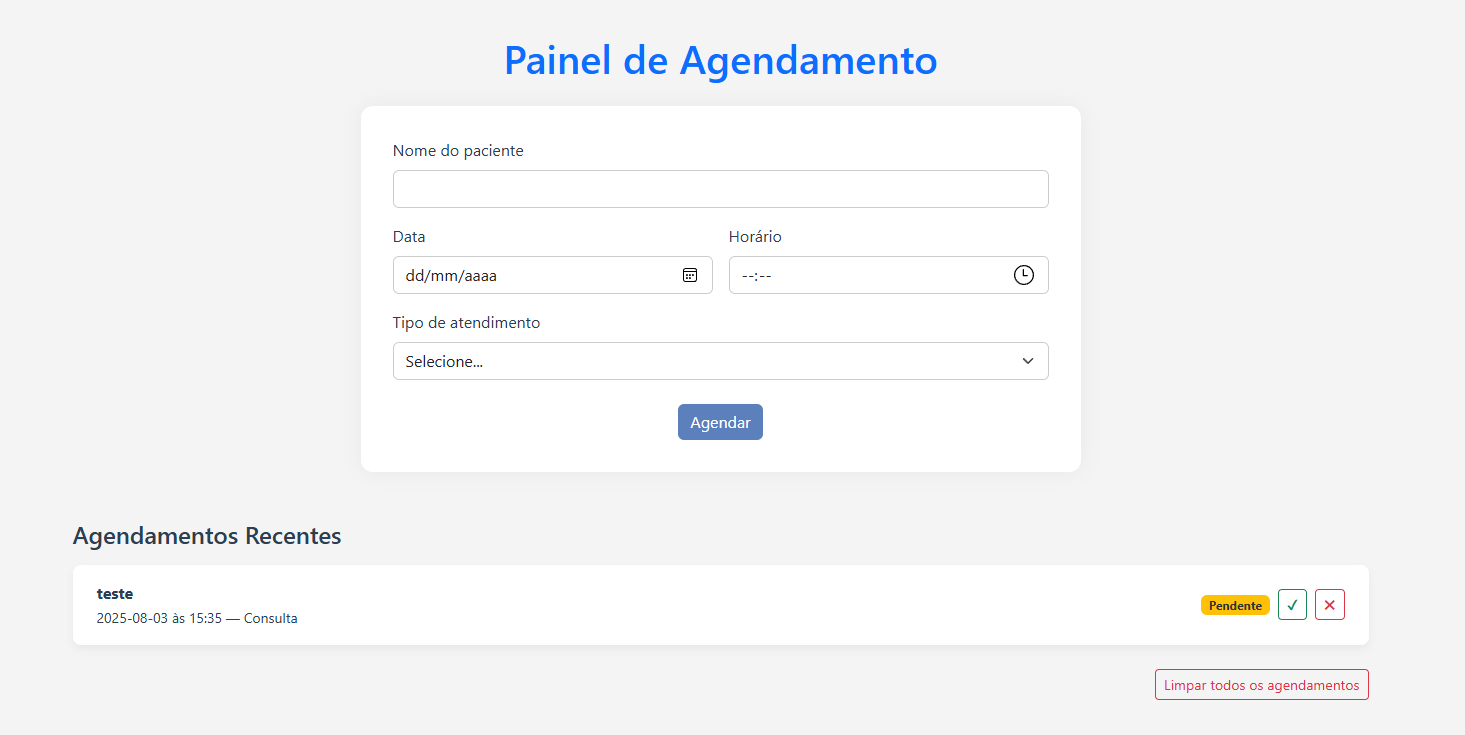 Painel de Agendamento
Nome do paciente
Data
Horário
dd/mm/aaaa
--:--
Tipo de atendimento
Selecione...
Agendar
Agendamentos Recentes
teste
Pendente ✓ ✕
2025-08-03 às 15:35 — Consulta
Limpar todos os agendamentos